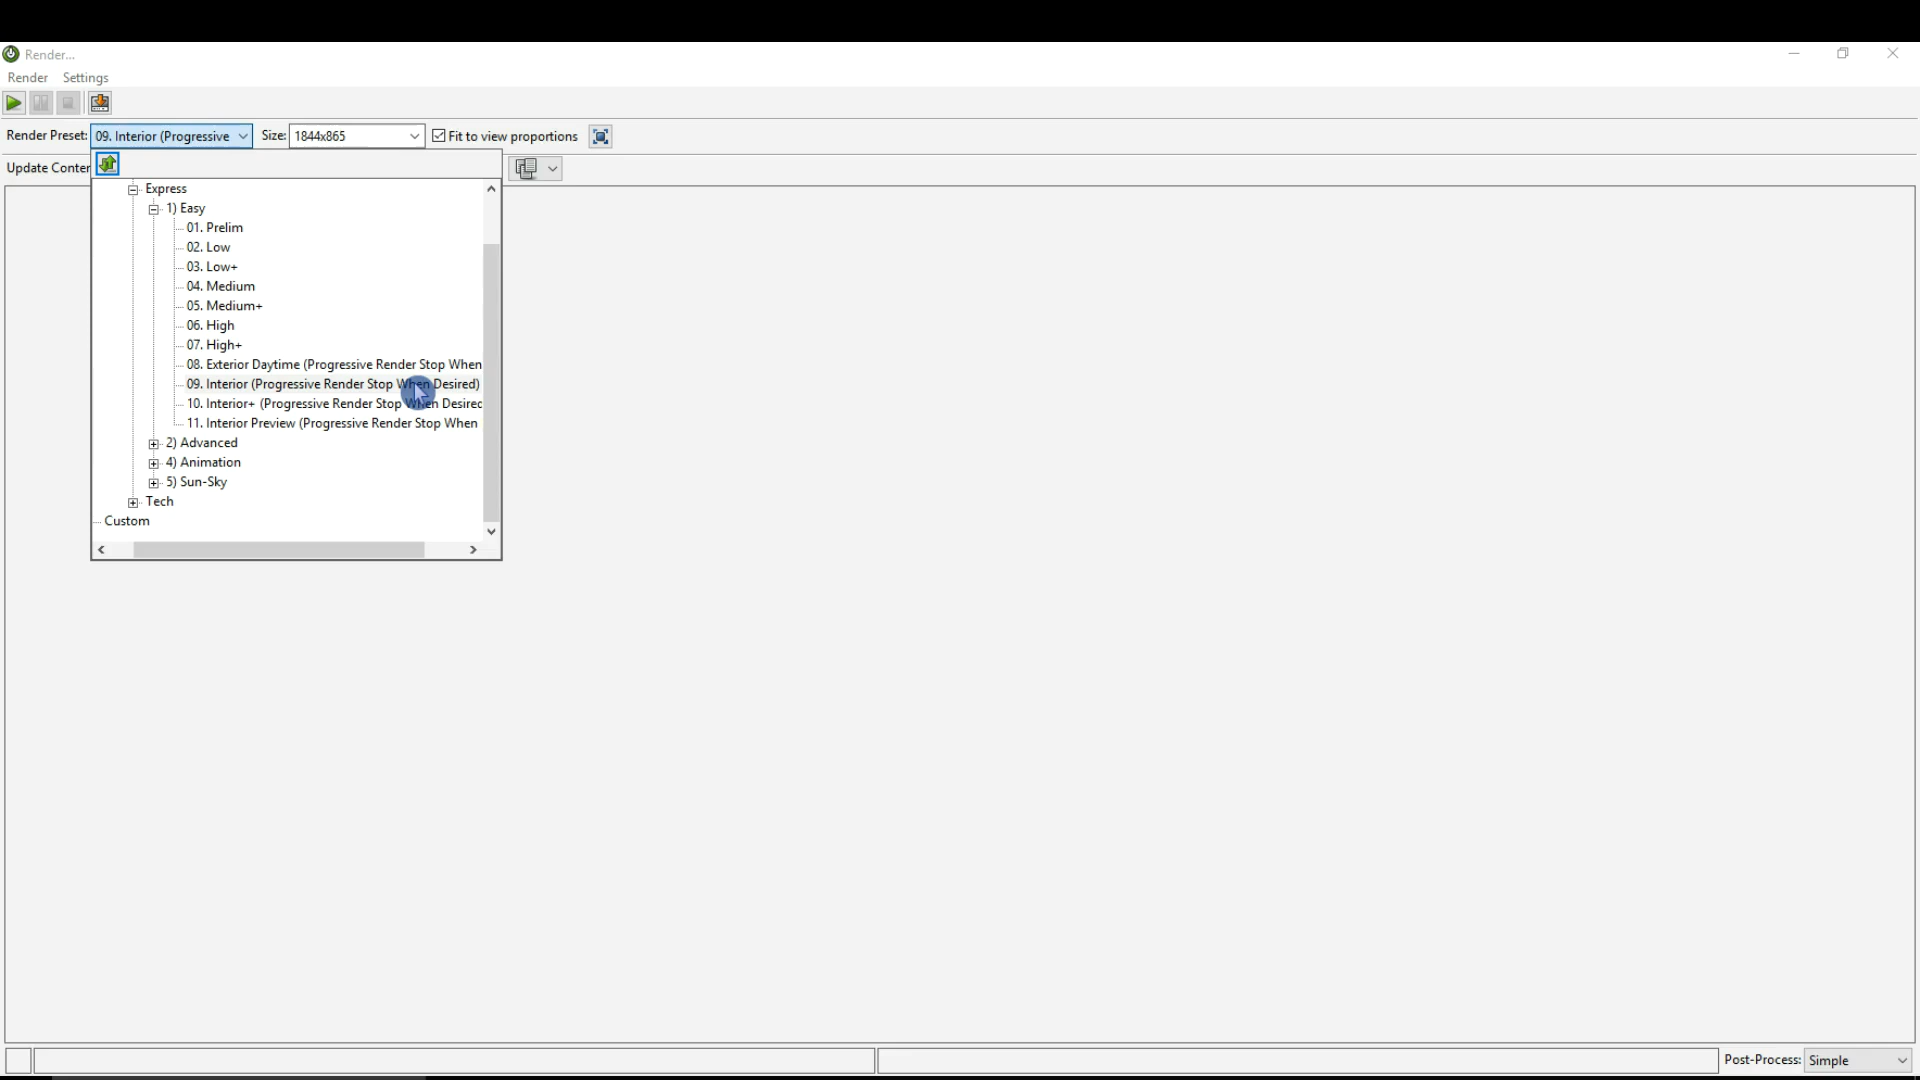 Render...
Render Settings
Render Preset: 09. Interior (Progressive Size: 1844x865 Fit to view proportions
Update Conter
Express
1) Easy
01. Prelim
02. Low
03. Low+
04. Medium
05. Medium+
06. High
07. High+
08. Exterior Daytime (Progressive Render Stop When
09. Interior (Progressive Render Stop When Desired)
10. Interior+ (Progressive Render Stop When Desired
11. Interior Preview (Progressive Render Stop When
2) Advanced
4) Animation
5) Sun-Sky
Tech
Custom
Post-Process: Simple